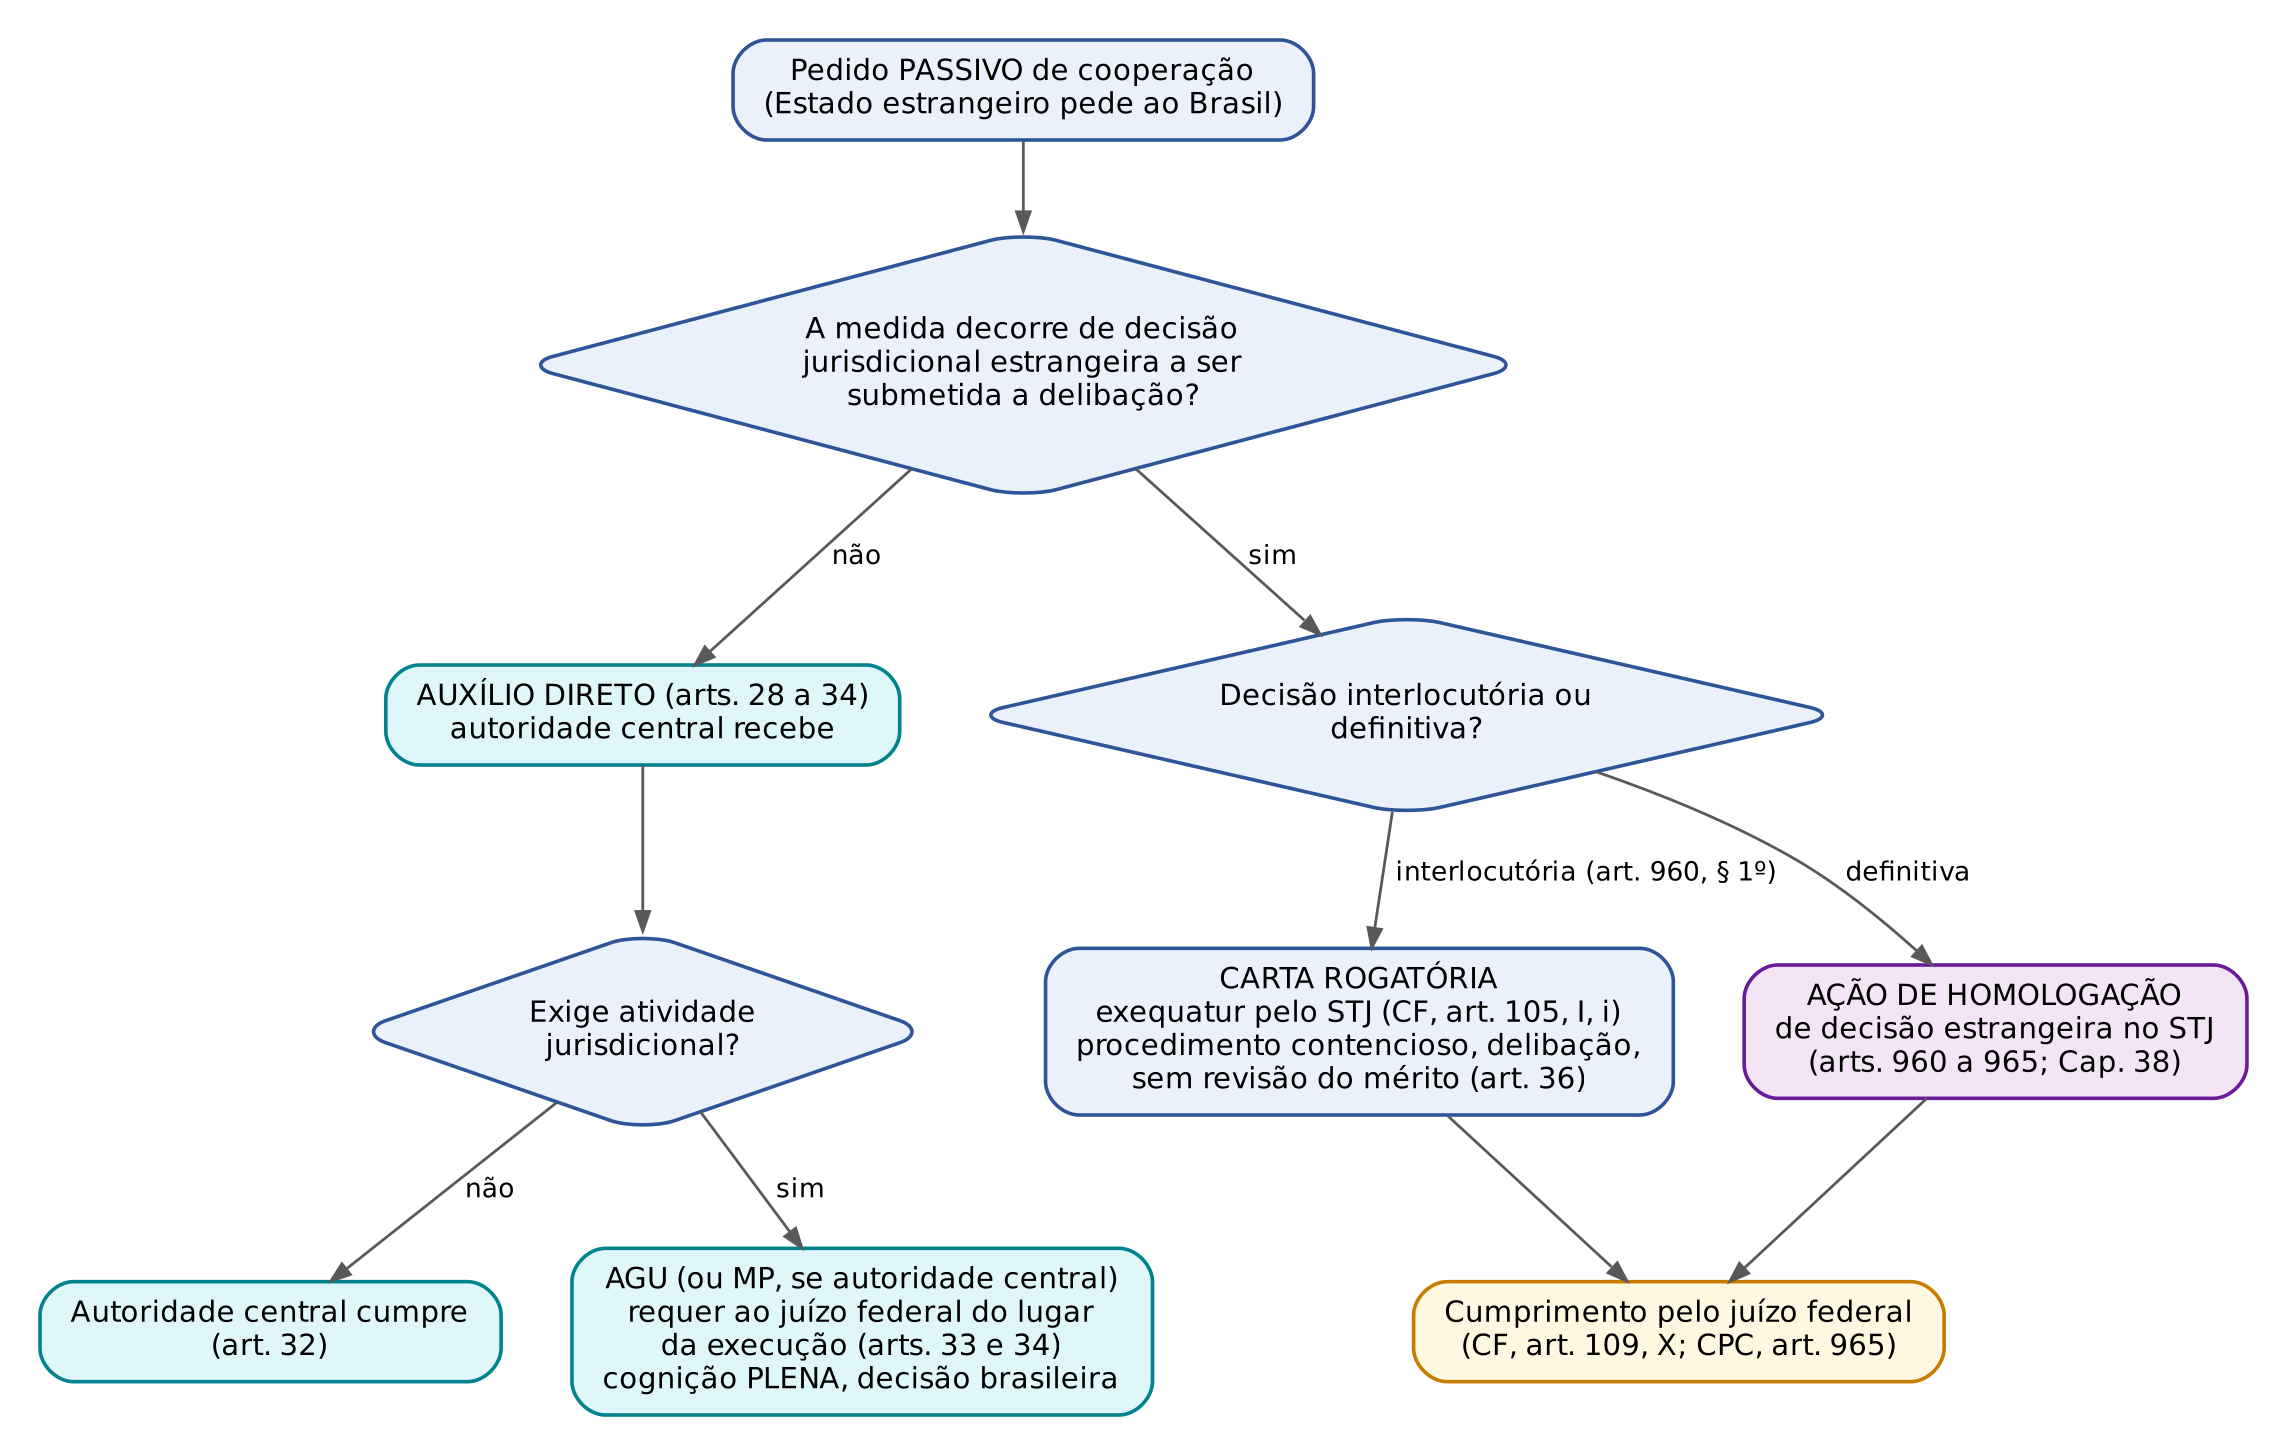 Pedido PASSIVO de cooperação
(Estado estrangeiro pede ao Brasil)
A medida decorre de decisão
jurisdicional estrangeira a ser
submetida a delibação?
não
sim
AUXÍLIO DIRETO (arts. 28 a 34)
autoridade central recebe
Decisão interlocutória ou
definitiva?
interlocutória (art. 960, § 1º)
definitiva
Exige atividade
jurisdicional?
CARTA ROGATÓRIA
exequatur pelo STJ (CF, art. 105, I, i)
procedimento contencioso, delibação,
sem revisão do mérito (art. 36)
AÇÃO DE HOMOLOGAÇÃO
de decisão estrangeira no STJ
(arts. 960 a 965; Cap. 38)
não
sim
Autoridade central cumpre
(art. 32)
AGU (ou MP, se autoridade central)
requer ao juízo federal do lugar
da execução (arts. 33 e 34)
cognição PLENA, decisão brasileira
Cumprimento pelo juízo federal
(CF, art. 109, X; CPC, art. 965)